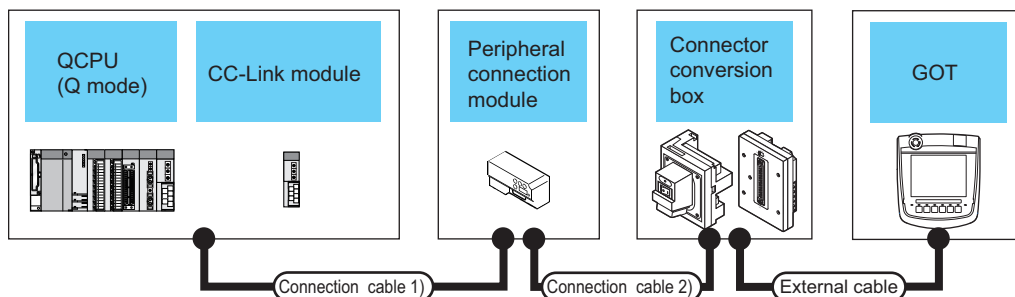 QCPU
(Q mode)
CC-Link module
Peripheral
connection
module
Connector
conversion
box
GOT
Connection cable 1)
Connection cable 2)
External cable